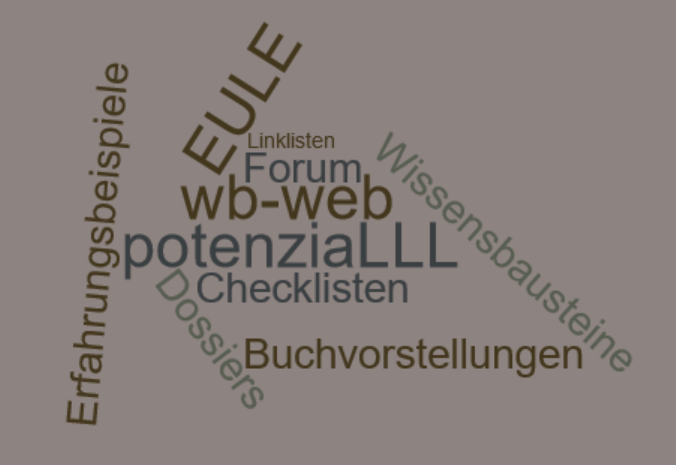 EULE
Erfahrungsbeispiele
Linklisten
Wissensbausteine
Forum
wb-web
potenziaLLL
Checklisten
Dossiers
Buchvorstellungen